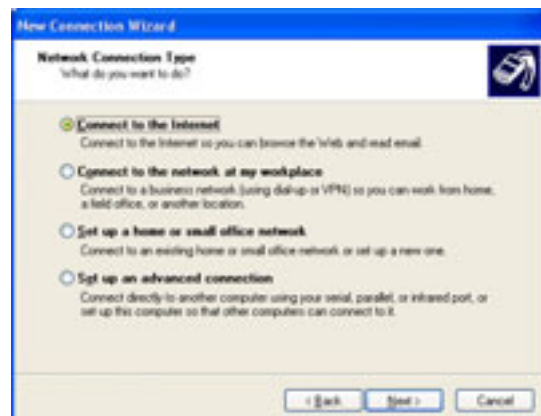 New Connection Wizard
Network Connection Type
What do you want to do?
Connect to the Internet
Connect to the Internet so you can browse the Web and read email.
Connect to the network at my workplace
Connect to a business network (using dial-up or VPN) so you can work from home,
a field office, or another location.
Set up a home or small office network
Connect to an existing home or small office network or set up a new one.
Set up an advanced connection
Connect directly to another computer using your serial, parallel, or infrared port, or
set up this computer so that other computers can connect to it.
< Back
Next >
Cancel